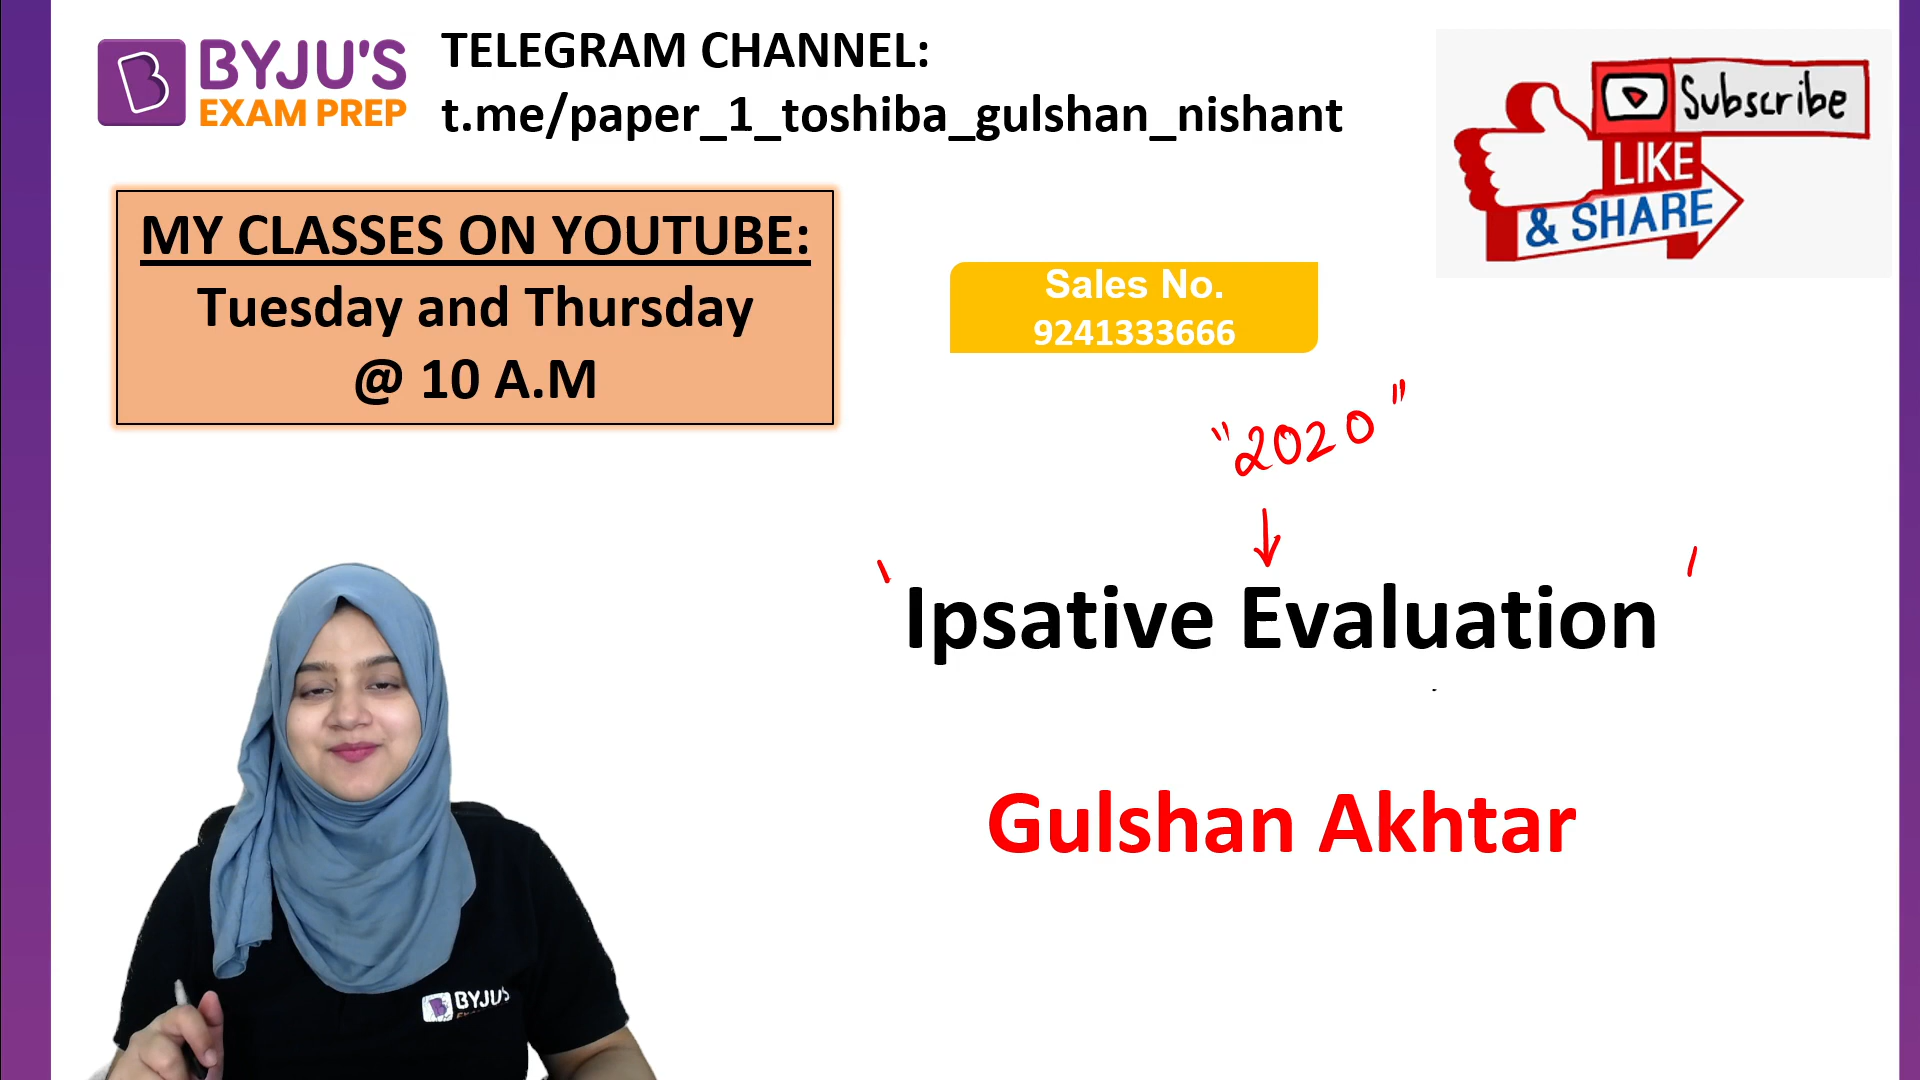 BYJU'S
EXAM PREP
TELEGRAM CHANNEL:
t.me/paper_1_toshiba_gulshan_nishant
Subscribe
LIKE
& SHARE
MY CLASSES ON YOUTUBE:
Tuesday and Thursday
@ 10 A.M
Sales No.
9241333666
"2020"
'Ipsative Evaluation'
Gulshan Akhtar
BYJU'S